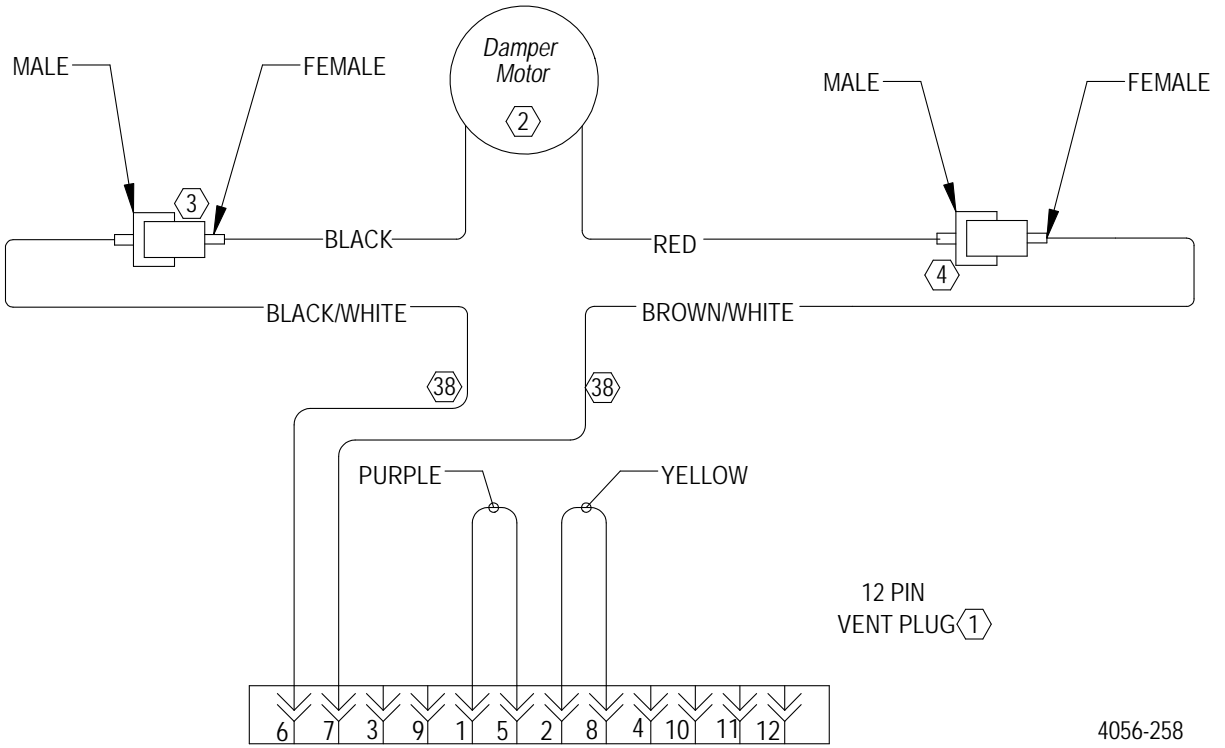 Damper
Motor
2
MALE
FEMALE
MALE
FEMALE
3
BLACK
RED
4
BLACK/WHITE
BROWN/WHITE
38
38
PURPLE
YELLOW
12 PIN
VENT PLUG 1
6 7 3 9 1 5 2 8 4 10 11 12
4056-258